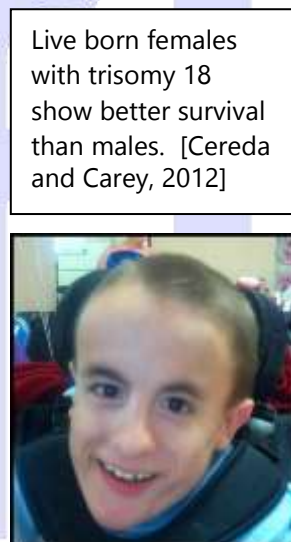 Live born females
with trisomy 18
show better survival
than males. [Cereda
and Carey, 2012]